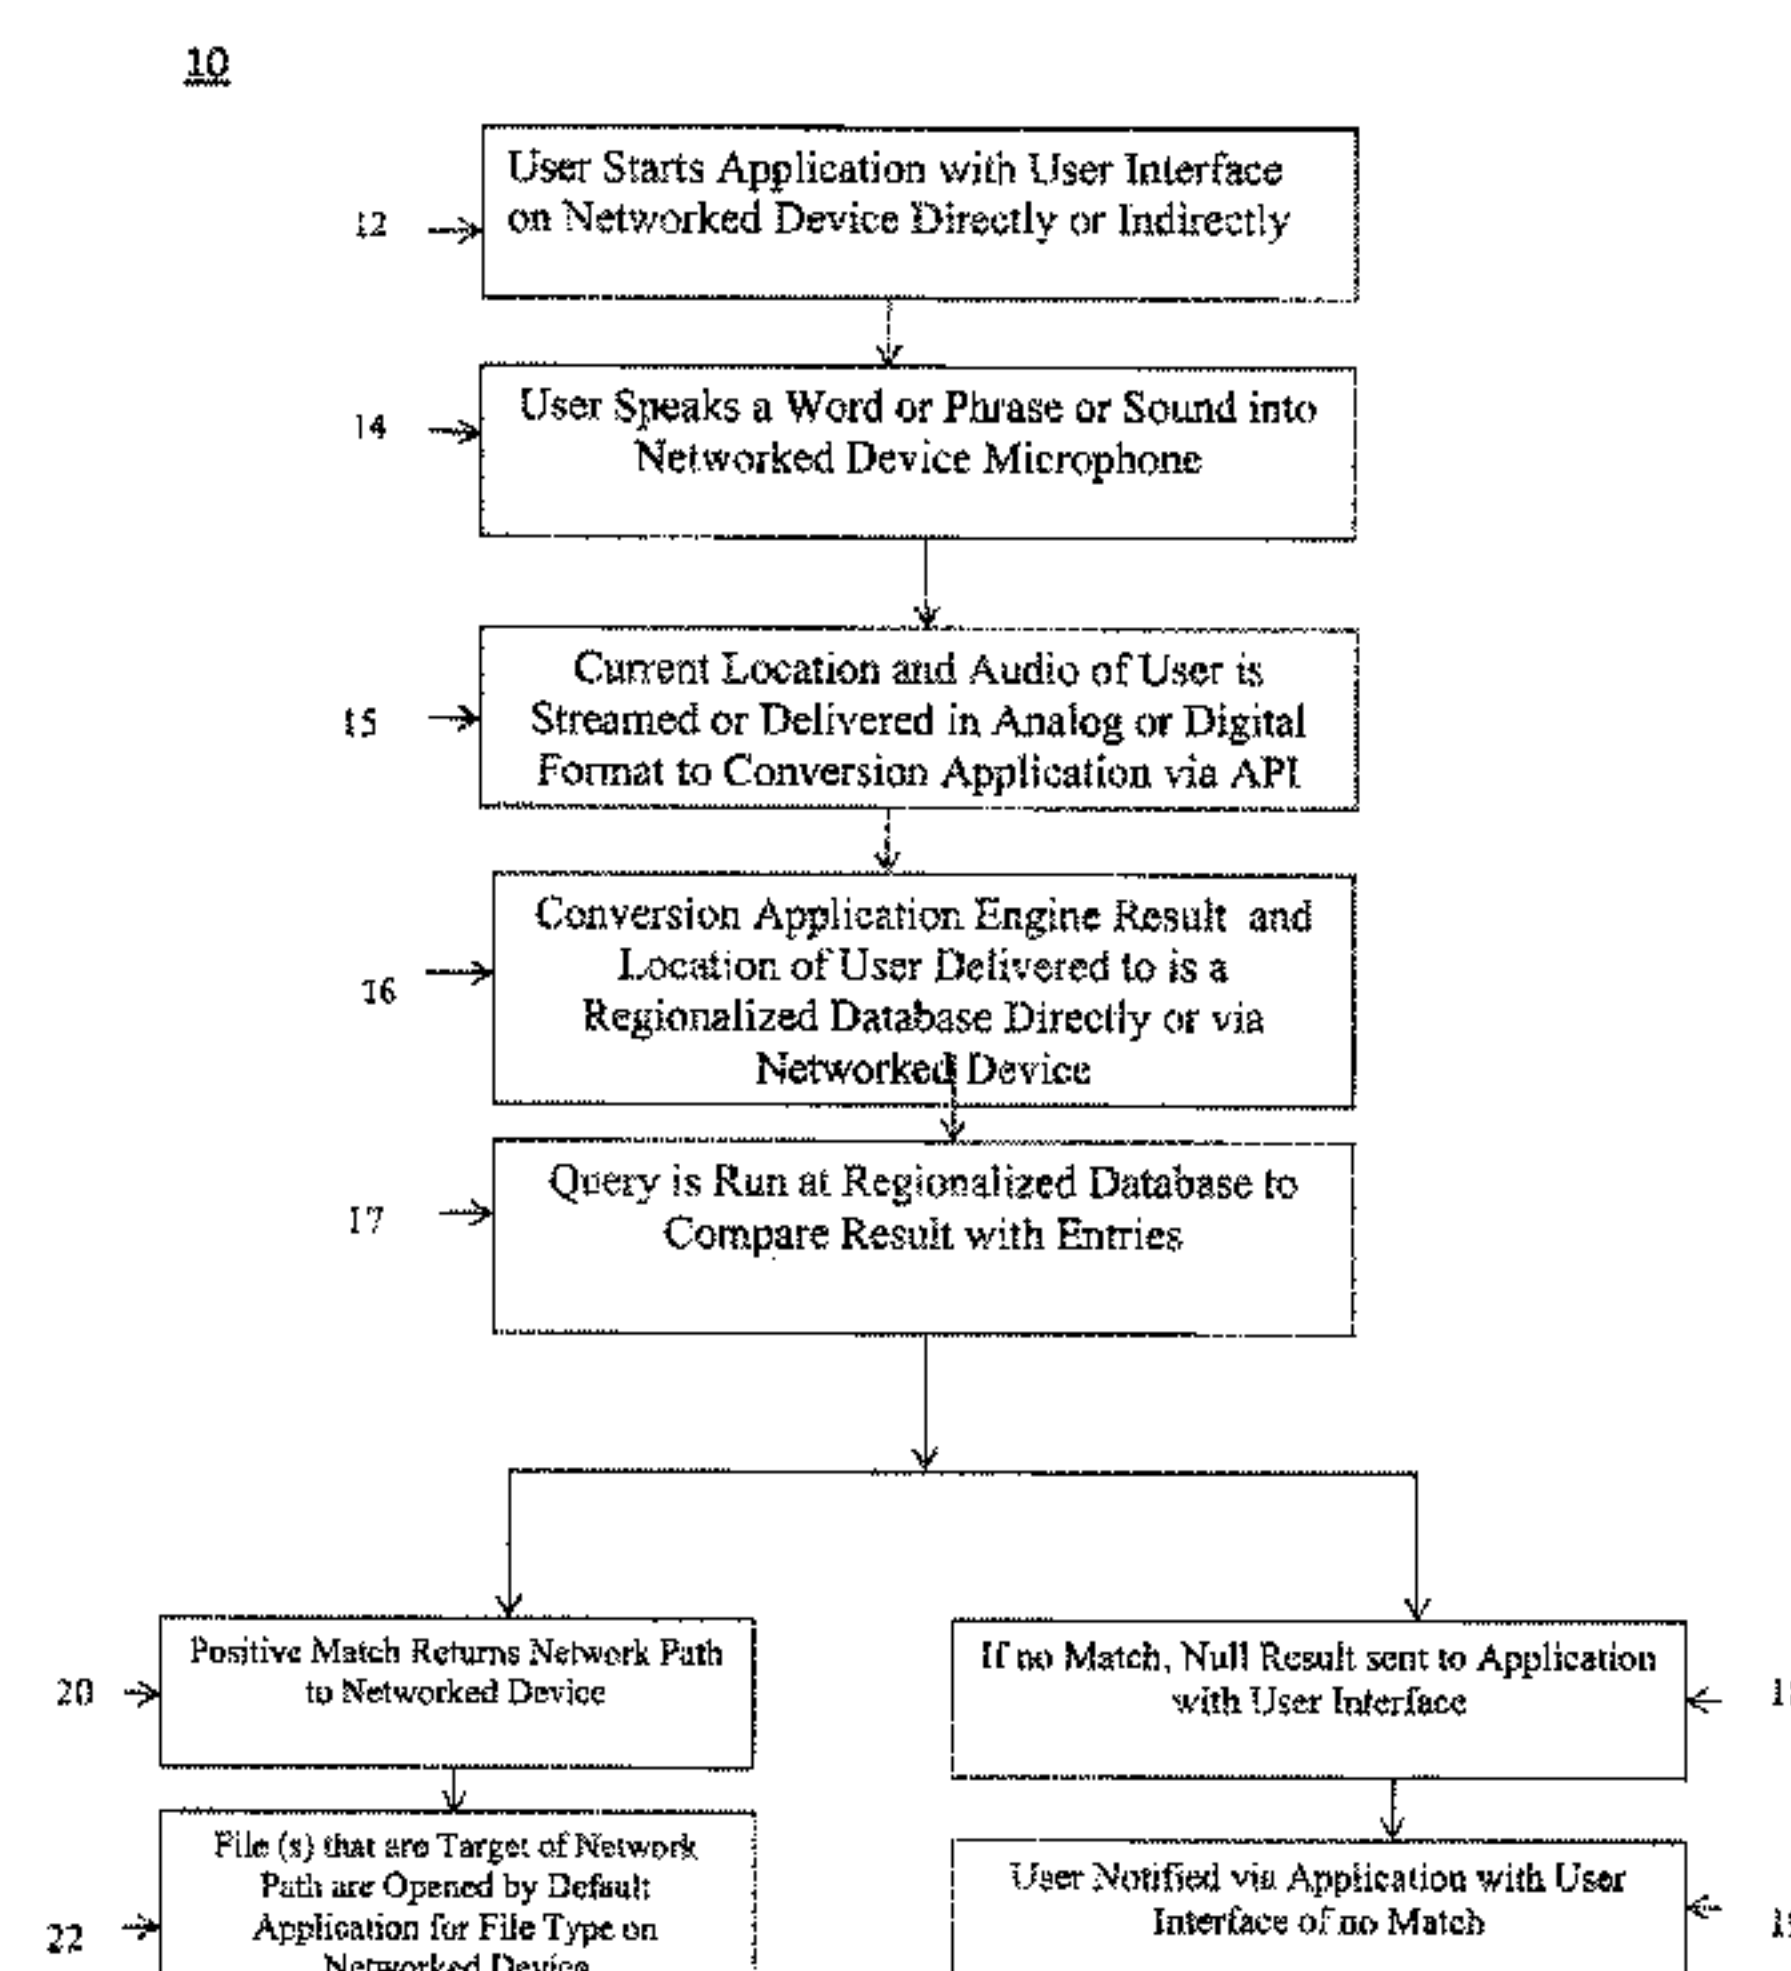 10
User Starts Application with User Interface
on Networked Device Directly or Indirectly
12
User Speaks a Word or Phrase or Sound into
Networked Device Microphone
14
Current Location and Audio of User is
Streamed or Delivered in Analog or Digital
Format to Conversion Application via API
15
Conversion Application Engine Result and
Location of User Delivered to is a
Regionalized Database Directly or via
Networked Device
16
Query is Run at Regionalized Database to
Compare Result with Entries
17
Positive Match Returns Network Path
to Networked Device
20
If no Match, Null Result sent to Application
with User Interface
File (s) that are Target of Network
Path are Opened by Default
Application for File Type on
Networked Device
22
User Notified via Application with User
Interface of no Match